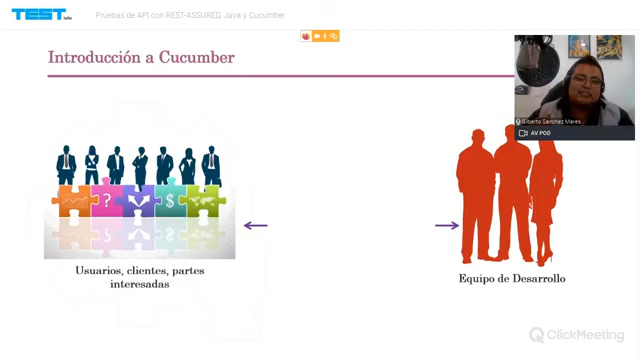 TEST
talks
Pruebas de API con REST-ASSURED, Java y Cucumber
Introducción a Cucumber
Gilberto Sánchez Mares
AV POD
?
$
Usuarios, clientes, partes
interesadas
Equipo de Desarrollo
ClickMeeting